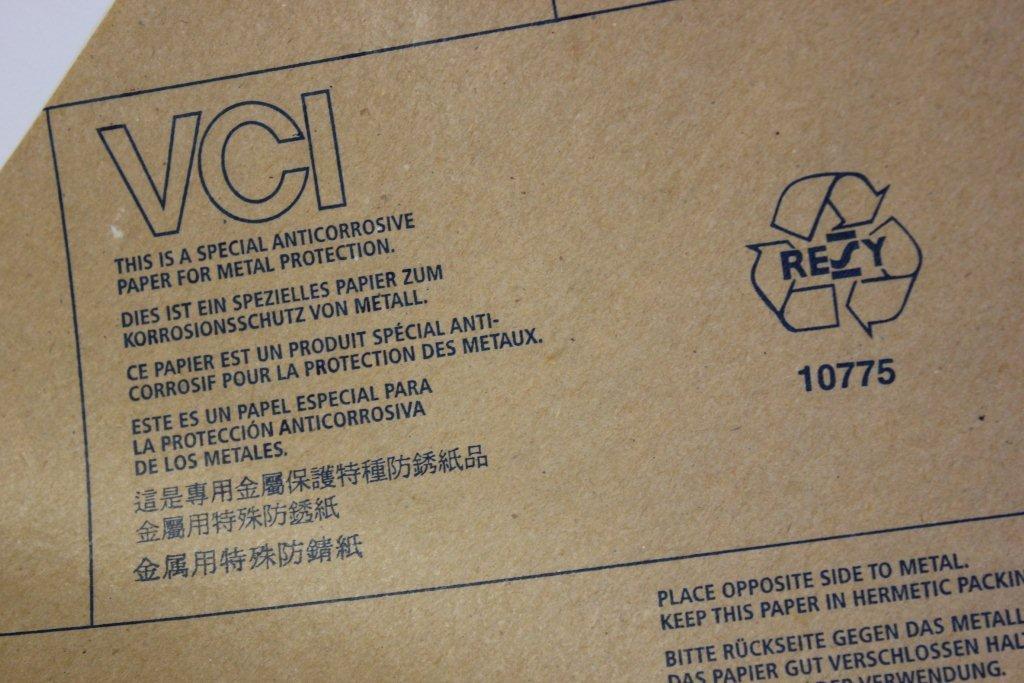 VCI
THIS IS A SPECIAL ANTICORROSIVE
PAPER FOR METAL PROTECTION.
DIES IST EIN SPEZIELLES PAPIER ZUM
KORROSIONSSCHUTZ VON METALL.
CE PAPIER EST UN PRODUIT SPÉCIAL ANTI-
CORROSIF POUR LA PROTECTION DES METAUX.
ESTE ES UN PAPEL ESPECIAL PARA
LA PROTECCIÓN ANTICORROSIVA
DE LOS METALES.
這是專用金屬保護特種防銹紙品
金屬用特殊防銹紙
金属用特殊防錆紙
RESY
10775
PLACE OPPOSITE SIDE TO METAL.
KEEP THIS PAPER IN HERMETIC PACKIN
BITTE RÜCKSEITE GEGEN DAS METALL
DAS PAPIER GUT VERSCHLOSSEN HAL
VERWENDUNG.